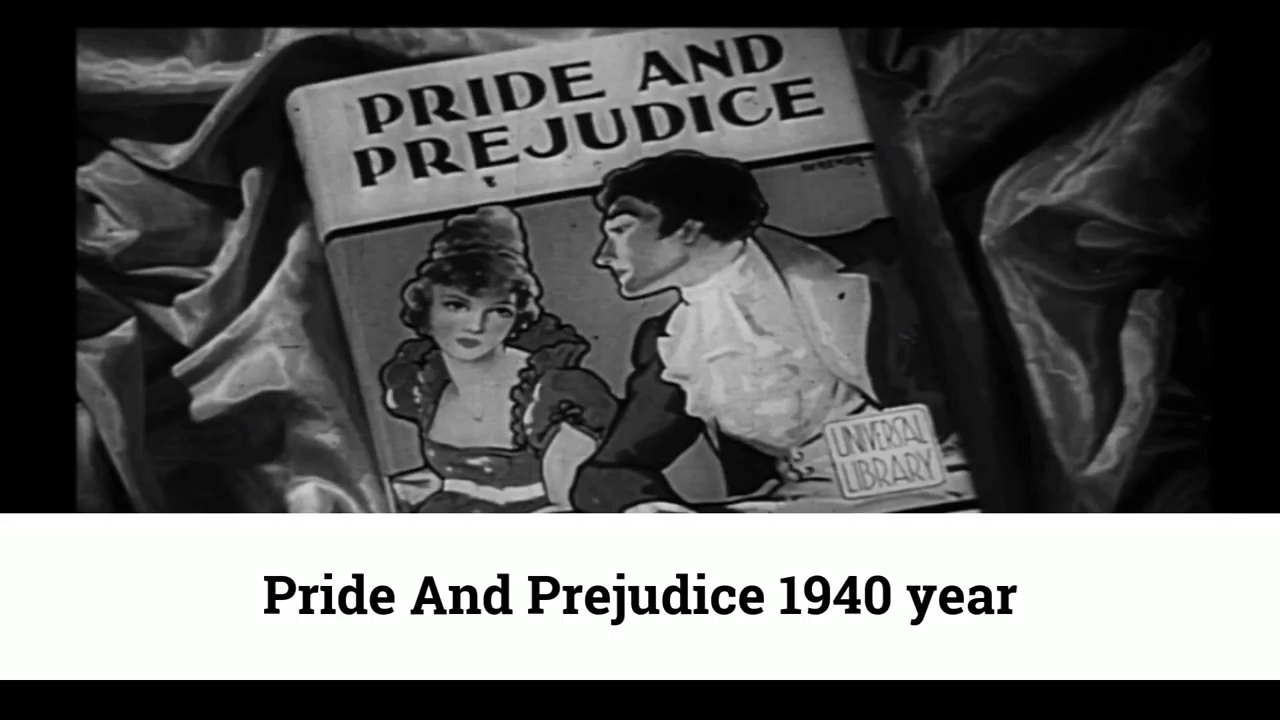 PRIDE AND
PREJUDICE
UNIVERSAL
LIBRARY
Pride And Prejudice 1940 year